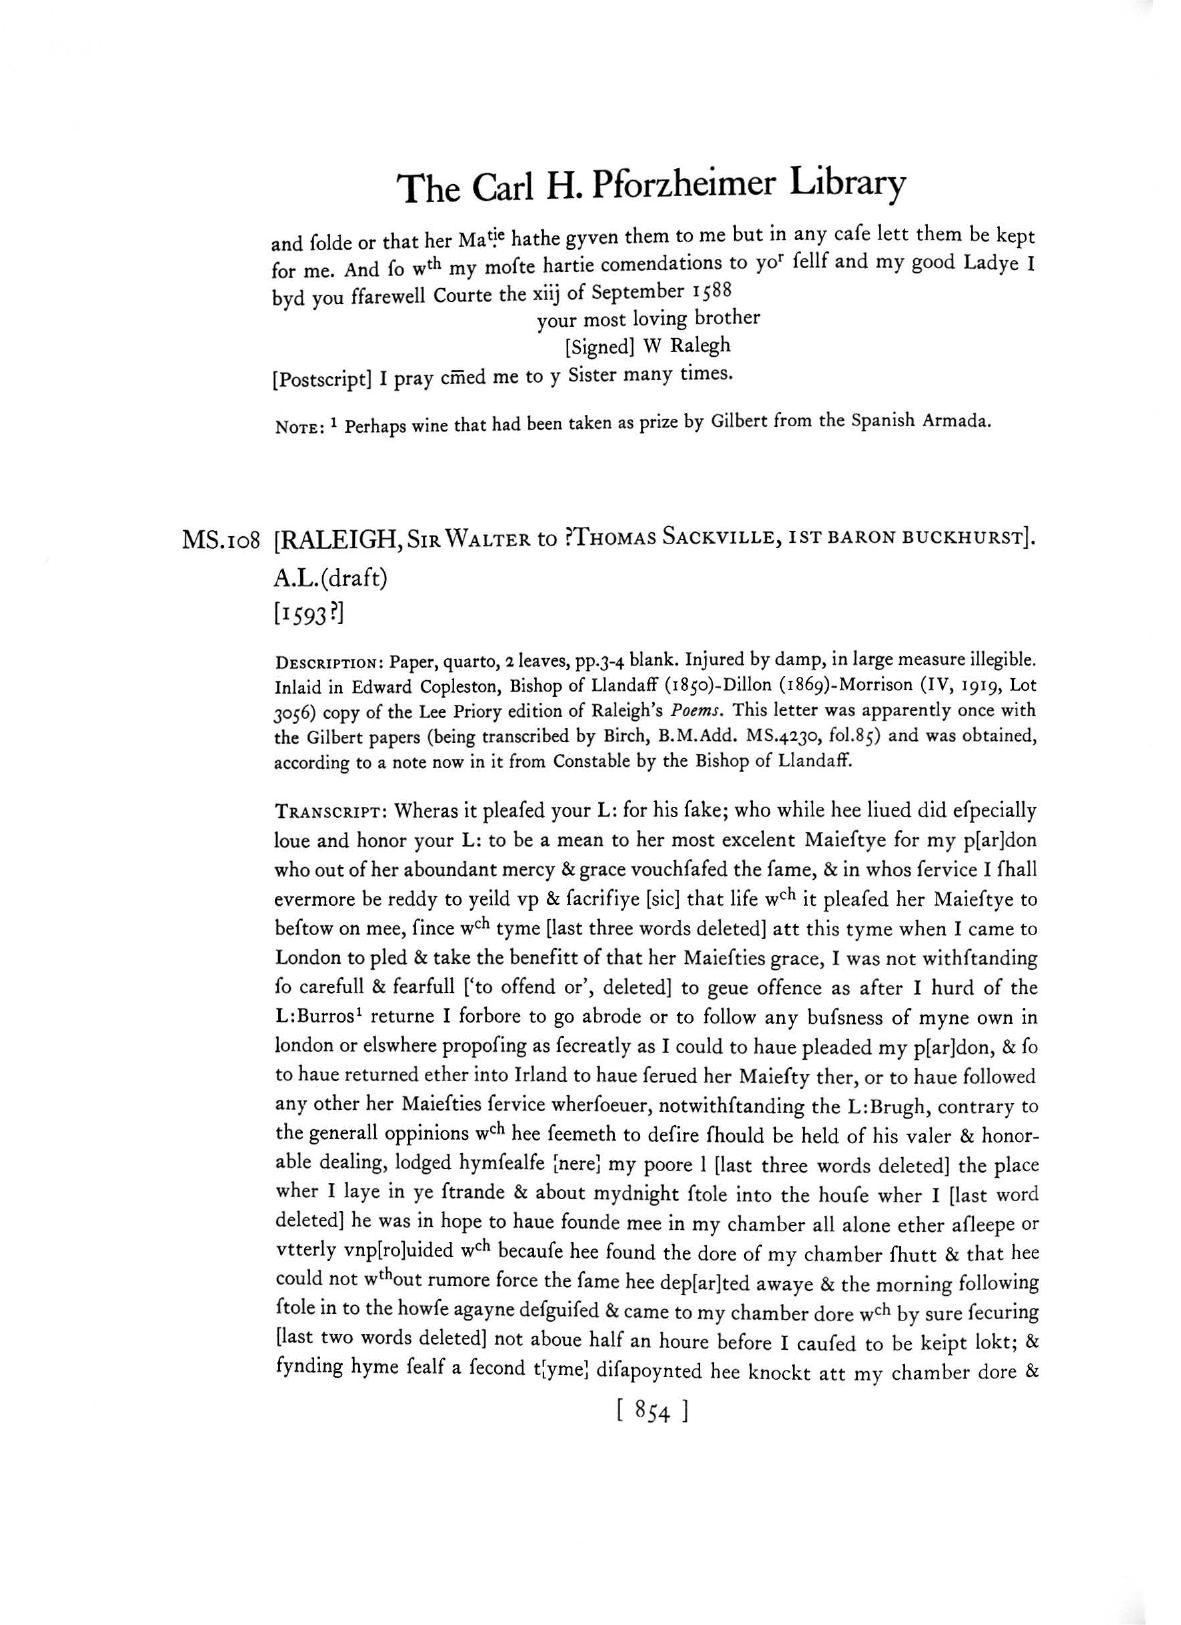 The Carl H. Pforzheimer Library
and ſolde or that her Maᵗⁱᵉ hathe gyven them to me but in any caſe lett them be kept
for me. And ſo wᵗʰ my moſte hartie comendations to yoʳ ſellf and my good Ladye I
byd you ffarewell Courte the xiij of September 1588
your most loving brother
[Signed] W Ralegh
[Postscript] I pray cm̄ed me to y Sister many times.
NOTE: ¹ Perhaps wine that had been taken as prize by Gilbert from the Spanish Armada.
MS.108 [RALEIGH, SIR WALTER to ?THOMAS SACKVILLE, 1ST BARON BUCKHURST].
A.L.(draft)
[1593?]
DESCRIPTION: Paper, quarto, 2 leaves, pp.3-4 blank. Injured by damp, in large measure illegible.
Inlaid in Edward Copleston, Bishop of Llandaff (1850)-Dillon (1869)-Morrison (IV, 1919, Lot
3056) copy of the Lee Priory edition of Raleigh's Poems. This letter was apparently once with
the Gilbert papers (being transcribed by Birch, B.M.Add. MS.4230, fol.85) and was obtained,
according to a note now in it from Constable by the Bishop of Llandaff.
TRANSCRIPT: Wheras it pleaſed your L: for his ſake; who while hee liued did eſpecially
loue and honor your L: to be a mean to her most excelent Maieſtye for my p[ar]don
who out of her aboundant mercy & grace vouchſafed the ſame, & in whos ſervice I ſhall
evermore be reddy to yeild vp & ſacrifiye [sic] that life wᶜʰ it pleaſed her Maieſtye to
beſtow on mee, ſince wᶜʰ tyme [last three words deleted] att this tyme when I came to
London to pled & take the benefitt of that her Maieſties grace, I was not withſtanding
ſo carefull & fearfull ['to offend or', deleted] to geue offence as after I hurd of the
L:Burros¹ returne I forbore to go abrode or to follow any buſsness of myne own in
london or elswhere propoſing as ſecreatly as I could to haue pleaded my p[ar]don, & ſo
to haue returned ether into Irland to haue ſerued her Maieſty ther, or to haue followed
any other her Maieſties ſervice wherſoeuer, notwithſtanding the L:Brugh, contrary to
the generall oppinions wᶜʰ hee ſeemeth to deſire ſhould be held of his valer & honor-
able dealing, lodged hymſealfe [nere] my poore l [last three words deleted] the place
wher I laye in ye ſtrande & about mydnight ſtole into the houſe wher I [last word
deleted] he was in hope to haue founde mee in my chamber all alone ether aſleepe or
vtterly vnp[ro]uided wᶜʰ becauſe hee found the dore of my chamber ſhutt & that hee
could not wᵗʰout rumore force the ſame hee dep[ar]ted awaye & the morning following
ſtole in to the howſe agayne deſguiſed & came to my chamber dore wᶜʰ by sure ſecuring
[last two words deleted] not aboue half an houre before I cauſed to be keipt lokt; &
fynding hyme ſealf a ſecond t[yme] diſapoynted hee knockt att my chamber dore &
[ 854 ]